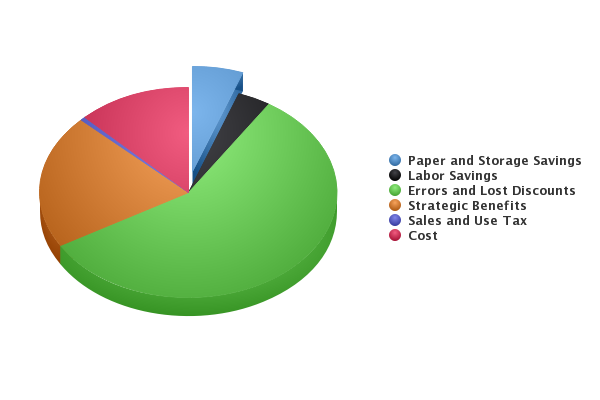 Paper and Storage Savings
Labor Savings
Errors and Lost Discounts
Strategic Benefits
Sales and Use Tax
Cost